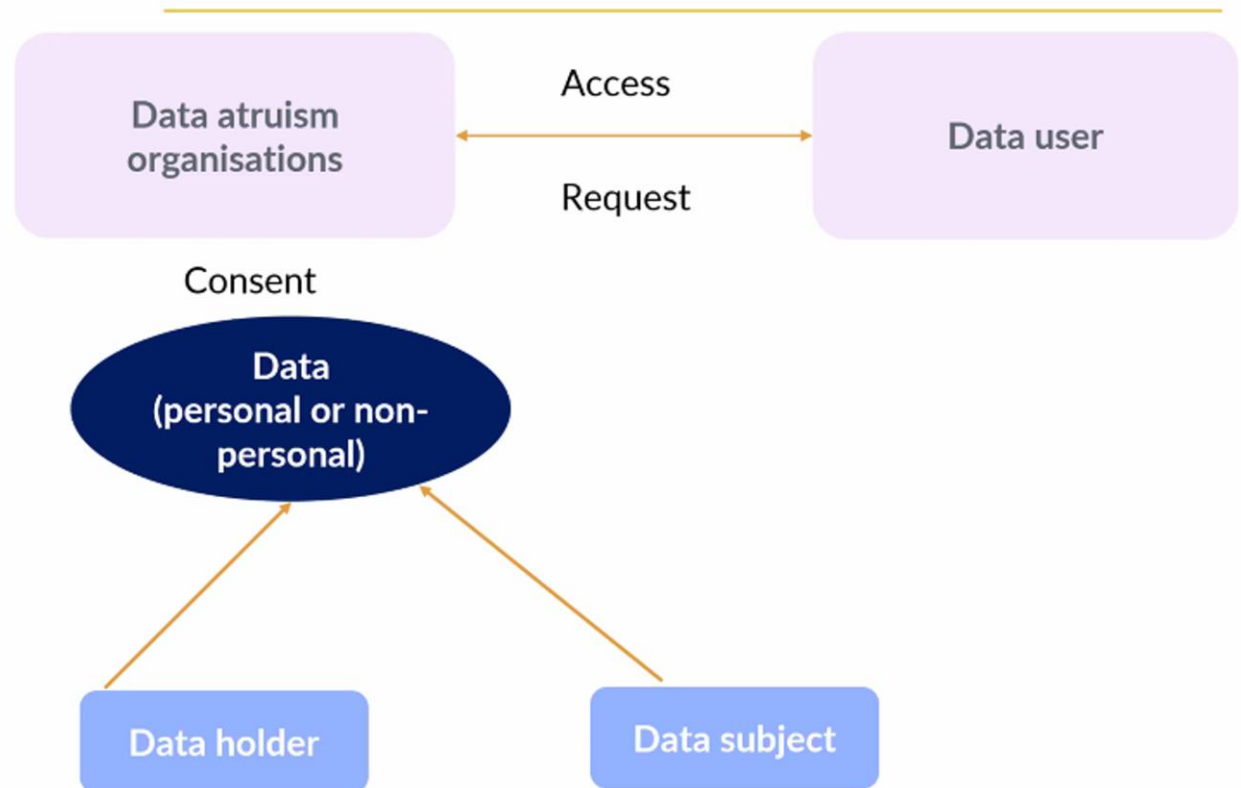 Data atruism
organisations
Access
Request
Data user
Consent
Data
(personal or non-
personal)
Data holder
Data subject